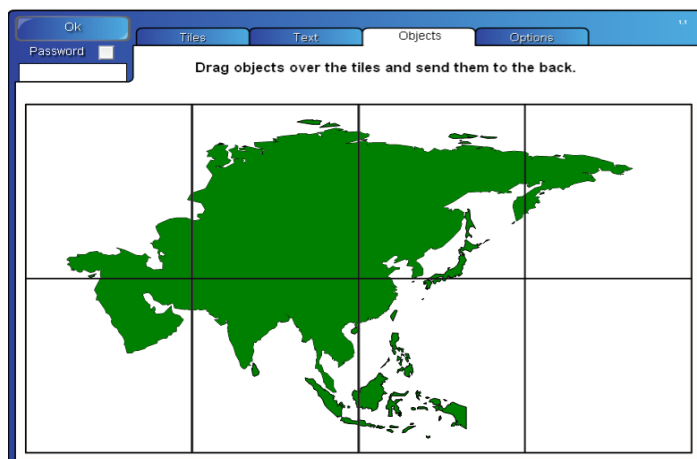 Ok
1.1
Tiles
Text
Objects
Options
Password
Drag objects over the tiles and send them to the back.